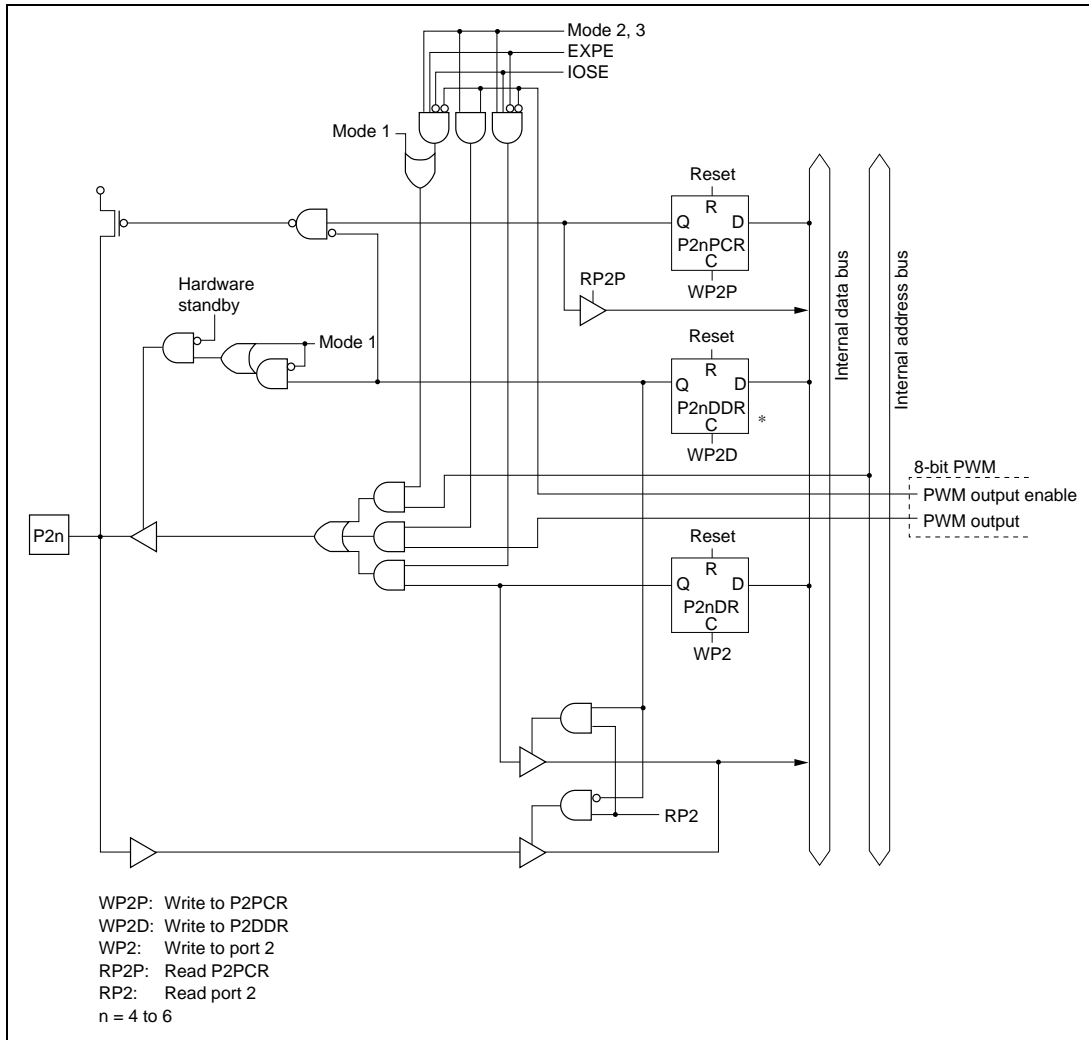 Mode 2, 3
EXPE
IOSE
Mode 1
Reset
R
Q D
P2nPCR
C
WP2P
RP2P
Hardware
standby
Mode 1
Reset
R
Q D
P2nDDR
C
*
WP2D
Internal data bus
Internal address bus
8-bit PWM
PWM output enable
PWM output
P2n
Reset
R
Q D
P2nDR
C
WP2
RP2
WP2P: Write to P2PCR
WP2D: Write to P2DDR
WP2: Write to port 2
RP2P: Read P2PCR
RP2: Read port 2
n = 4 to 6